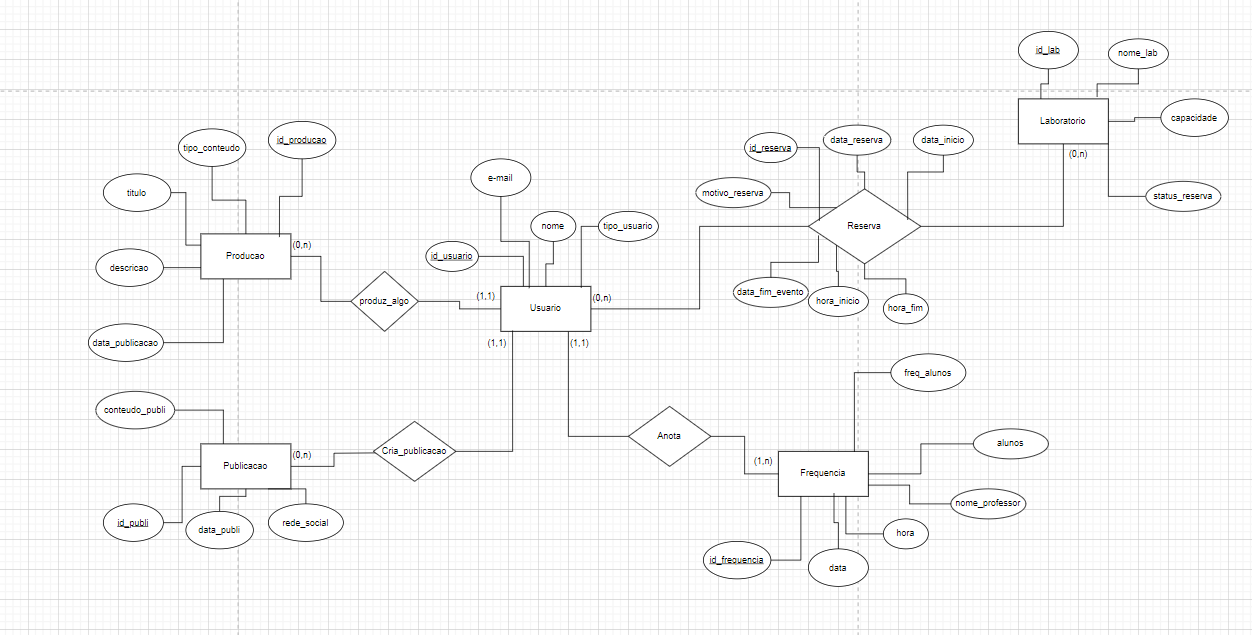 id_lab
nome_lab
Laboratorio
capacidade
(0,n)
status_reserva
tipo_conteudo
id_producao
titulo
Producao
(0,n)
descricao
data_publicacao
produz_algo
(1,1)
e-mail
nome
tipo_usuario
id_usuario
Usuario
(0,n)
(1,1)
(1,1)
id_reserva
data_reserva
data_inicio
motivo_reserva
Reserva
data_fim_evento
hora_inicio
hora_fim
conteudo_publi
Publicacao
(0,n)
Cria_publicacao
id_publi
data_publi
rede_social
Anota
(1,n)
Frequencia
freq_alunos
alunos
nome_professor
hora
data
id_frequencia